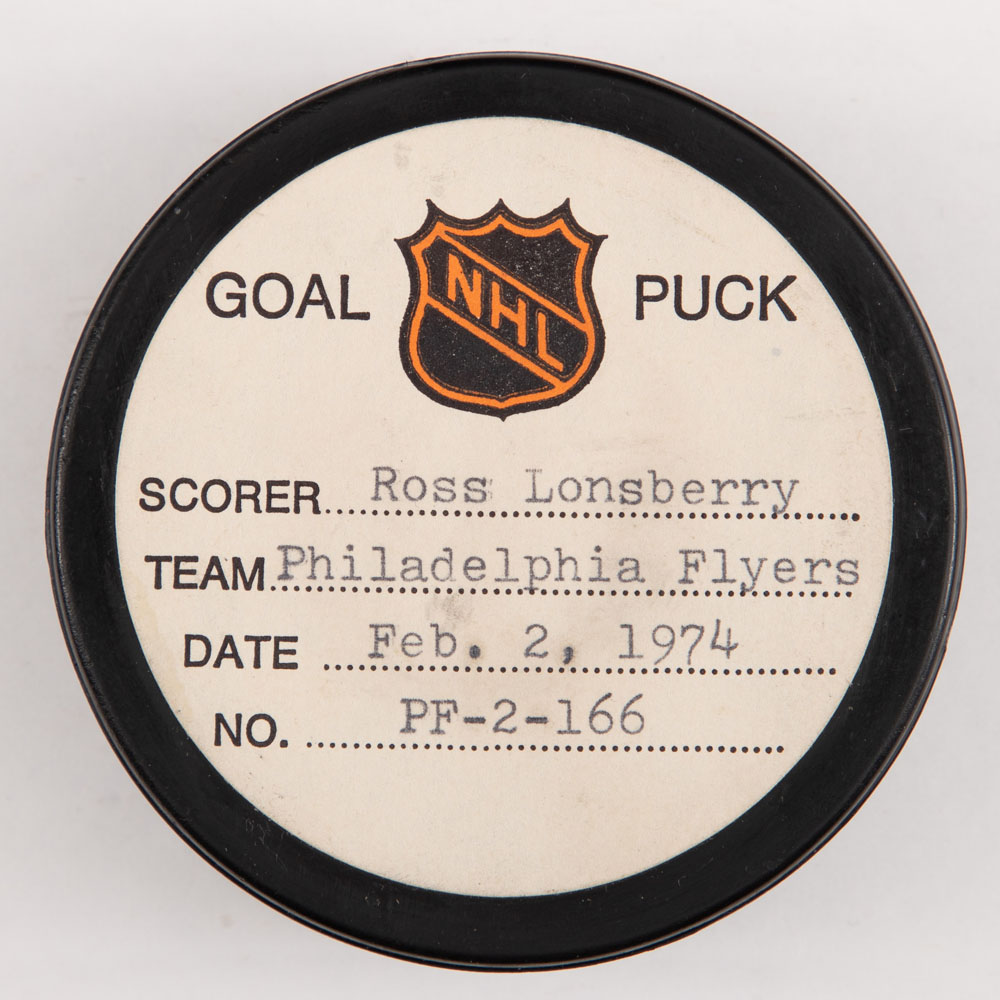 GOAL NHL PUCK
SCORER....Ross Lonsberry....
TEAM.Philadelphia Flyers
DATE ....Feb. 2, 1974....
NO. ....PF-2-166....